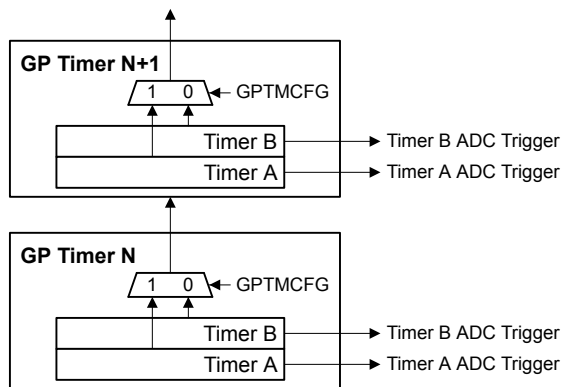 GP Timer N+1
1 0
GPTMCFG
Timer B
Timer B ADC Trigger
Timer A
Timer A ADC Trigger
GP Timer N
1 0
GPTMCFG
Timer B
Timer B ADC Trigger
Timer A
Timer A ADC Trigger